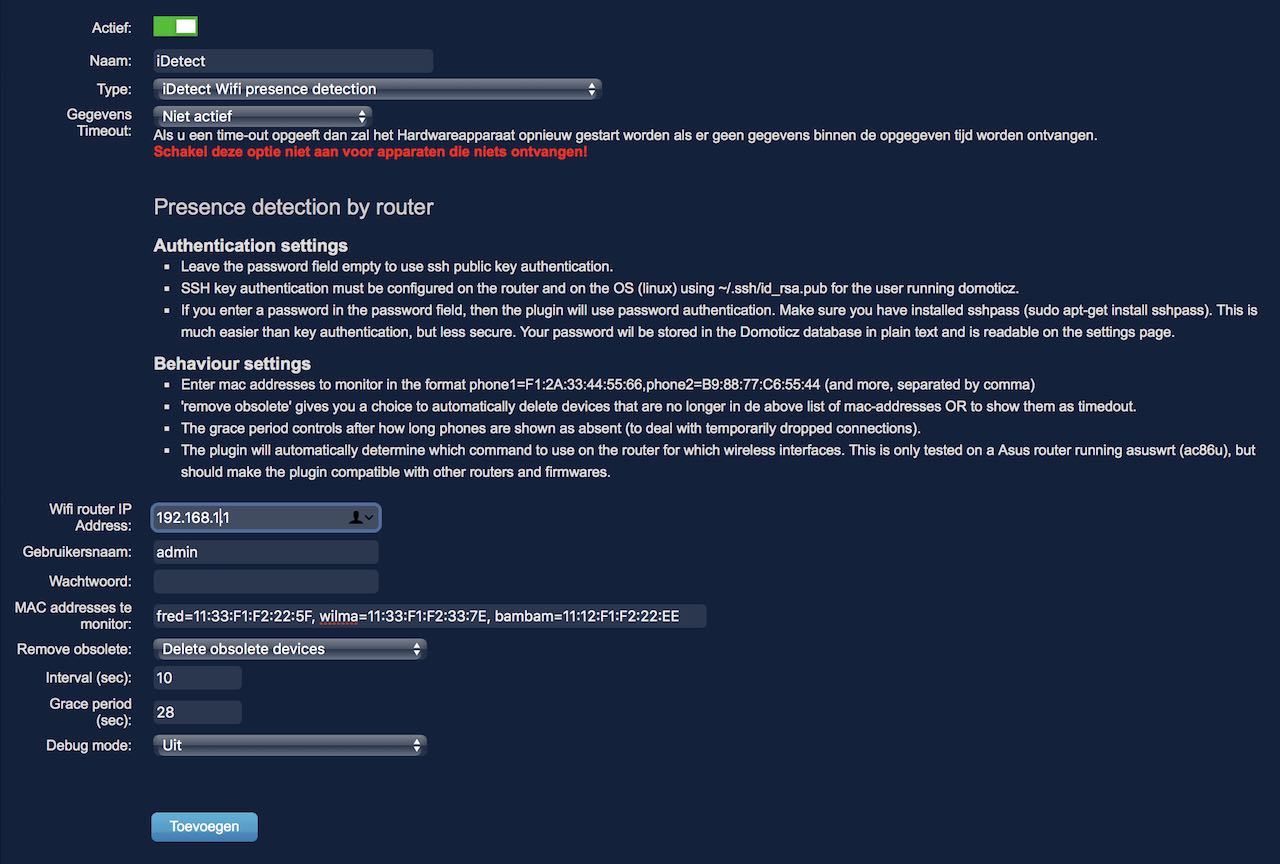 Actief:
Naam: iDetect
Type: iDetect Wifi presence detection
Gegevens Timeout: Niet actief
Als u een time-out opgeeft dan zal het Hardwareapparaat opnieuw gestart worden als er geen gegevens binnen de opgegeven tijd worden ontvangen.
Schakel deze optie niet aan voor apparaten die niets ontvangen!
Presence detection by router
Authentication settings
Leave the password field empty to use ssh public key authentication.
SSH key authentication must be configured on the router and on the OS (linux) using ~/.ssh/id_rsa.pub for the user running domoticz.
If you enter a password in the password field, then the plugin will use password authentication. Make sure you have installed sshpass (sudo apt-get install sshpass). This is
much easier than key authentication, but less secure. Your password wil be stored in the Domoticz database in plain text and is readable on the settings page.
Behaviour settings
Enter mac addresses to monitor in the format phone1=F1:2A:33:44:55:66,phone2=B9:88:77:C6:55:44 (and more, separated by comma)
'remove obsolete' gives you a choice to automatically delete devices that are no longer in de above list of mac-addresses OR to show them as timedout.
The grace period controls after how long phones are shown as absent (to deal with temporarily dropped connections).
The plugin will automatically determine which command to use on the router for which wireless interfaces. This is only tested on a Asus router running asuswrt (ac86u), but
should make the plugin compatible with other routers and firmwares.
Wifi router IP
Address: 192.168.1.1
Gebruikersnaam: admin
Wachtwoord:
MAC addresses te
monitor: fred=11:33:F1:F2:22:5F, wilma=11:33:F1:F2:33:7E, bambam=11:12:F1:F2:22:EE
Remove obsolete: Delete obsolete devices
Interval (sec): 10
Grace period
(sec): 28
Debug mode: Uit
Toevoegen